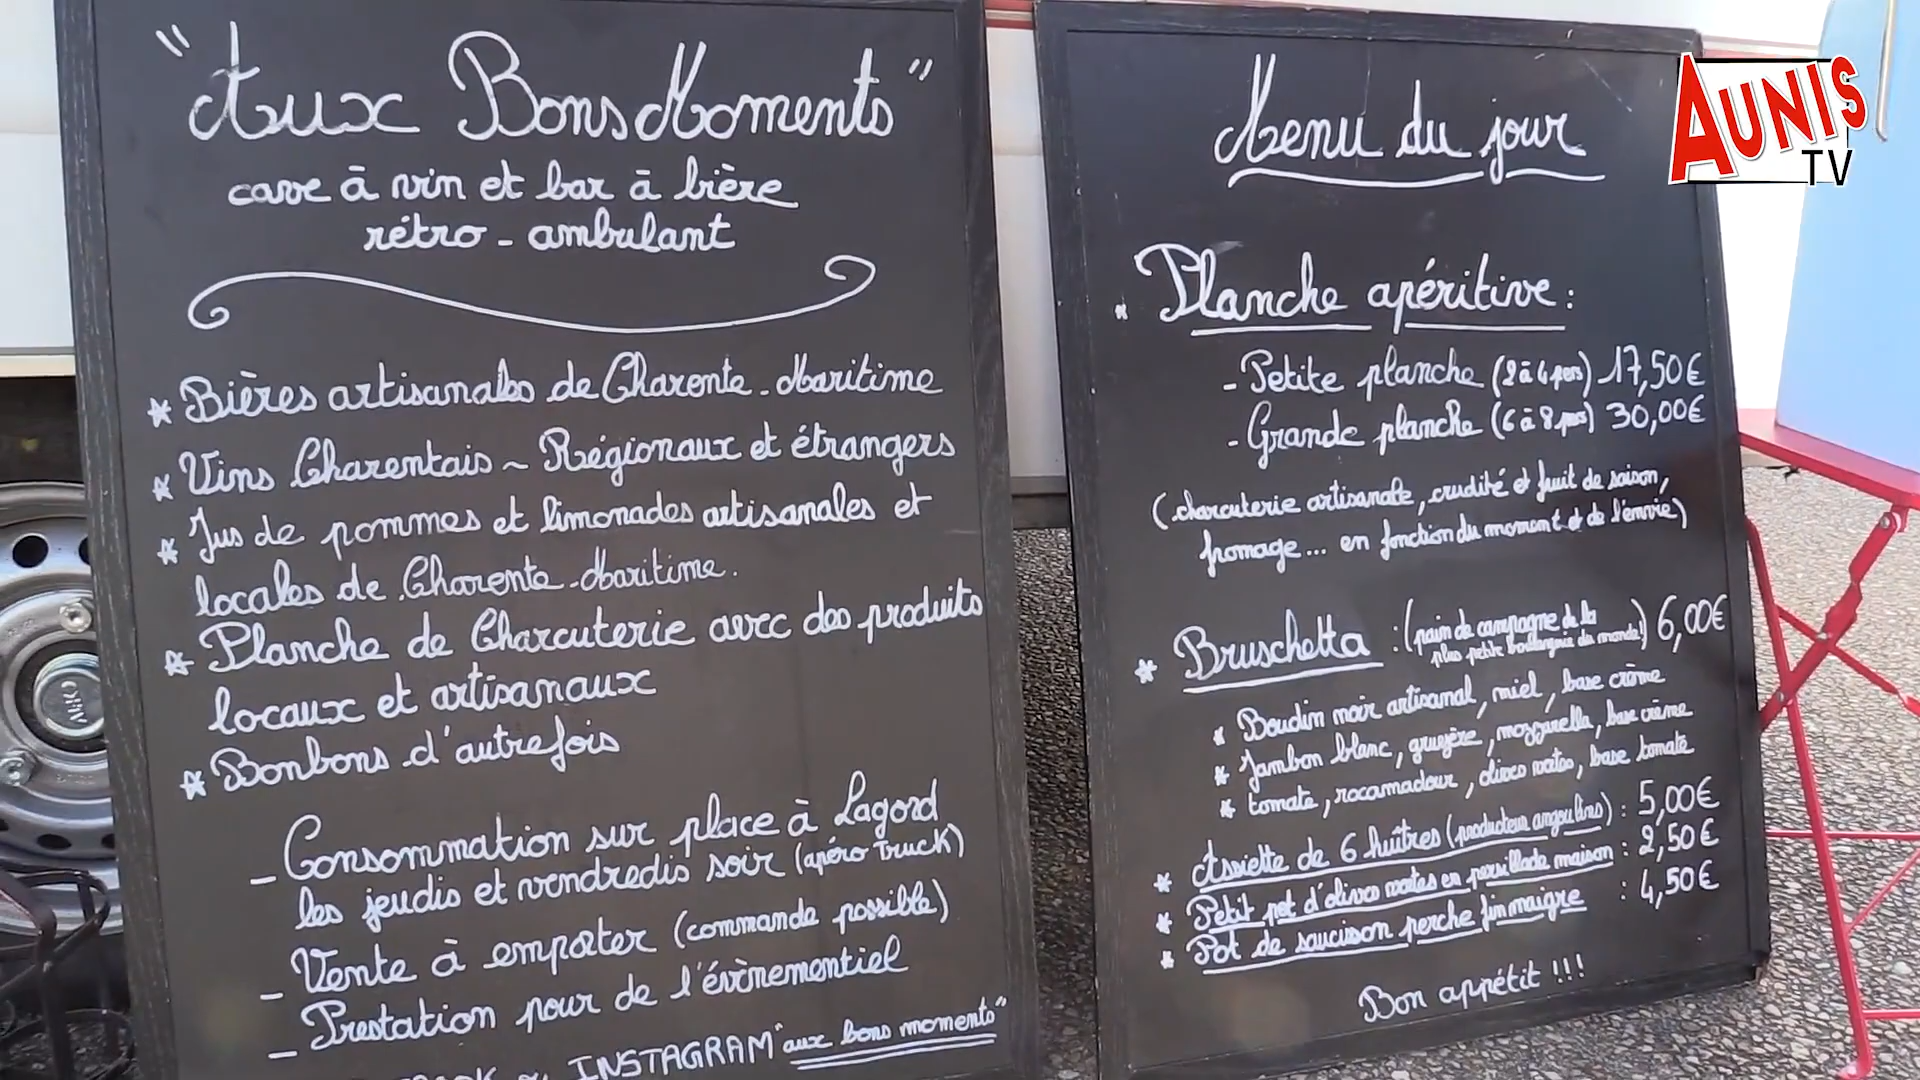 "Aux Bons Moments"
cave à vin et bar à bière
rétro - ambulant
* Bières artisanales de Charente-Maritime
* Vins Charentais ~ Régionaux et étrangers
* Jus de pommes et limonades artisanales et
locales de Charente-Maritime.
* Planche de Charcuterie avec des produits
locaux et artisanaux
* Bonbons d'autrefois
- Consommation sur place à Lagord
les jeudis et vendredis soir (apéro Truck)
- Vente à emporter (commande possible)
- Prestation pour de l'évènementiel
INSTAGRAM "aux bons moments"
Menu du jour
* Planche apéritive :
- Petite planche (2 à 4 pers) 17,50€
- Grande planche (6 à 8 pers) 30,00€
(charcuterie artisanale, crudité et fruit de saison,
fromage... en fonction du moment et de l'envie)
* Bruschetta : (pain de campagne de la
plus petite boulangerie du monde!) 6,00€
* Boudin noir artisanal, miel, base crème
* Jambon blanc, gruyère, mozzarella, base crème
* tomate, rocamadour, olives vertes, base tomate
* Assiette de 6 huîtres (producteur angoulins) : 5,00€
* Petit pot d'olives vertes en persillade maison : 2,50€
* Pot de saucisson perche fin maigre : 4,50€
Bon appétit !!!
AUNIS
TV